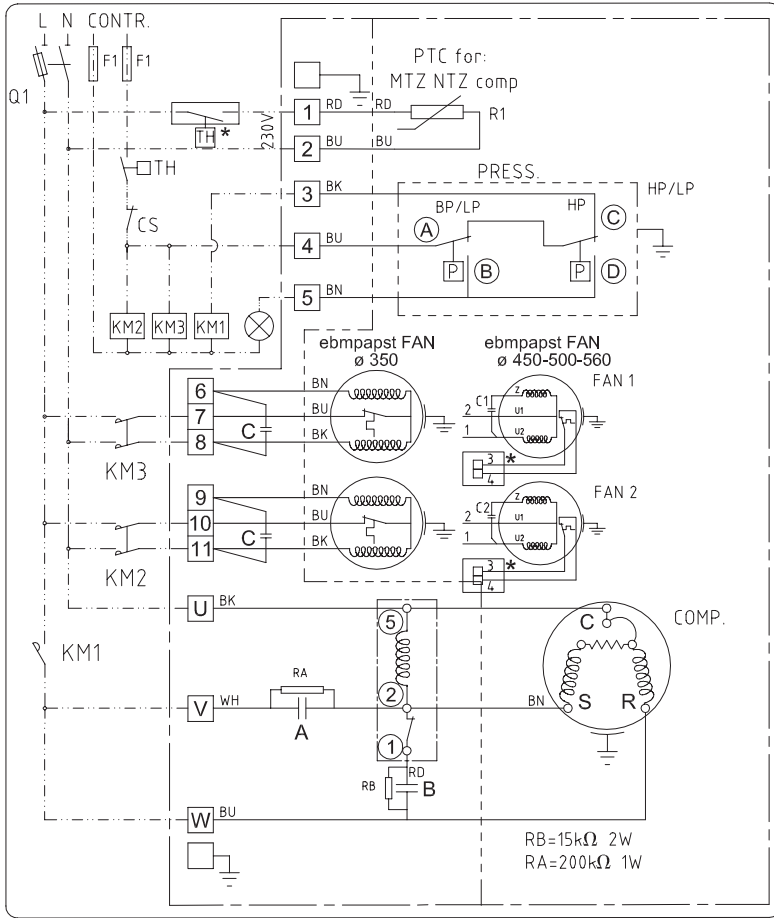 L N CONTR.
F1 F1
Q1
PTC for:
MTZ NTZ comp
1 RD RD
R1
TH *
230V
2 BU BU
TH
PRESS.
3 BK
HP/LP
BP/LP HP
A C
CS
4 BU
P B P D
5 BN
KM2 KM3 KM1
ebmpapst FAN
ø 350
ebmpapst FAN
ø 450-500-560
6 BN
FAN 1
C1 Z
7 BU
2 U1
C
8 BK
1 U2
KM3
3 *
4
9 BN
FAN 2
C2 Z
10 BU
2 U1
C
11 BK
1 U2
KM2
3 *
4
U BK
5
C
COMP.
KM1
RA
2
V WH
BN
S R
A
1
RD
RB B
W BU
RB=15kΩ 2W
RA=200kΩ 1W